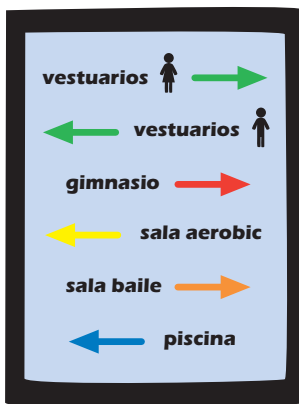 vestuarios
vestuarios
gimnasio
sala aerobic
sala baile
piscina